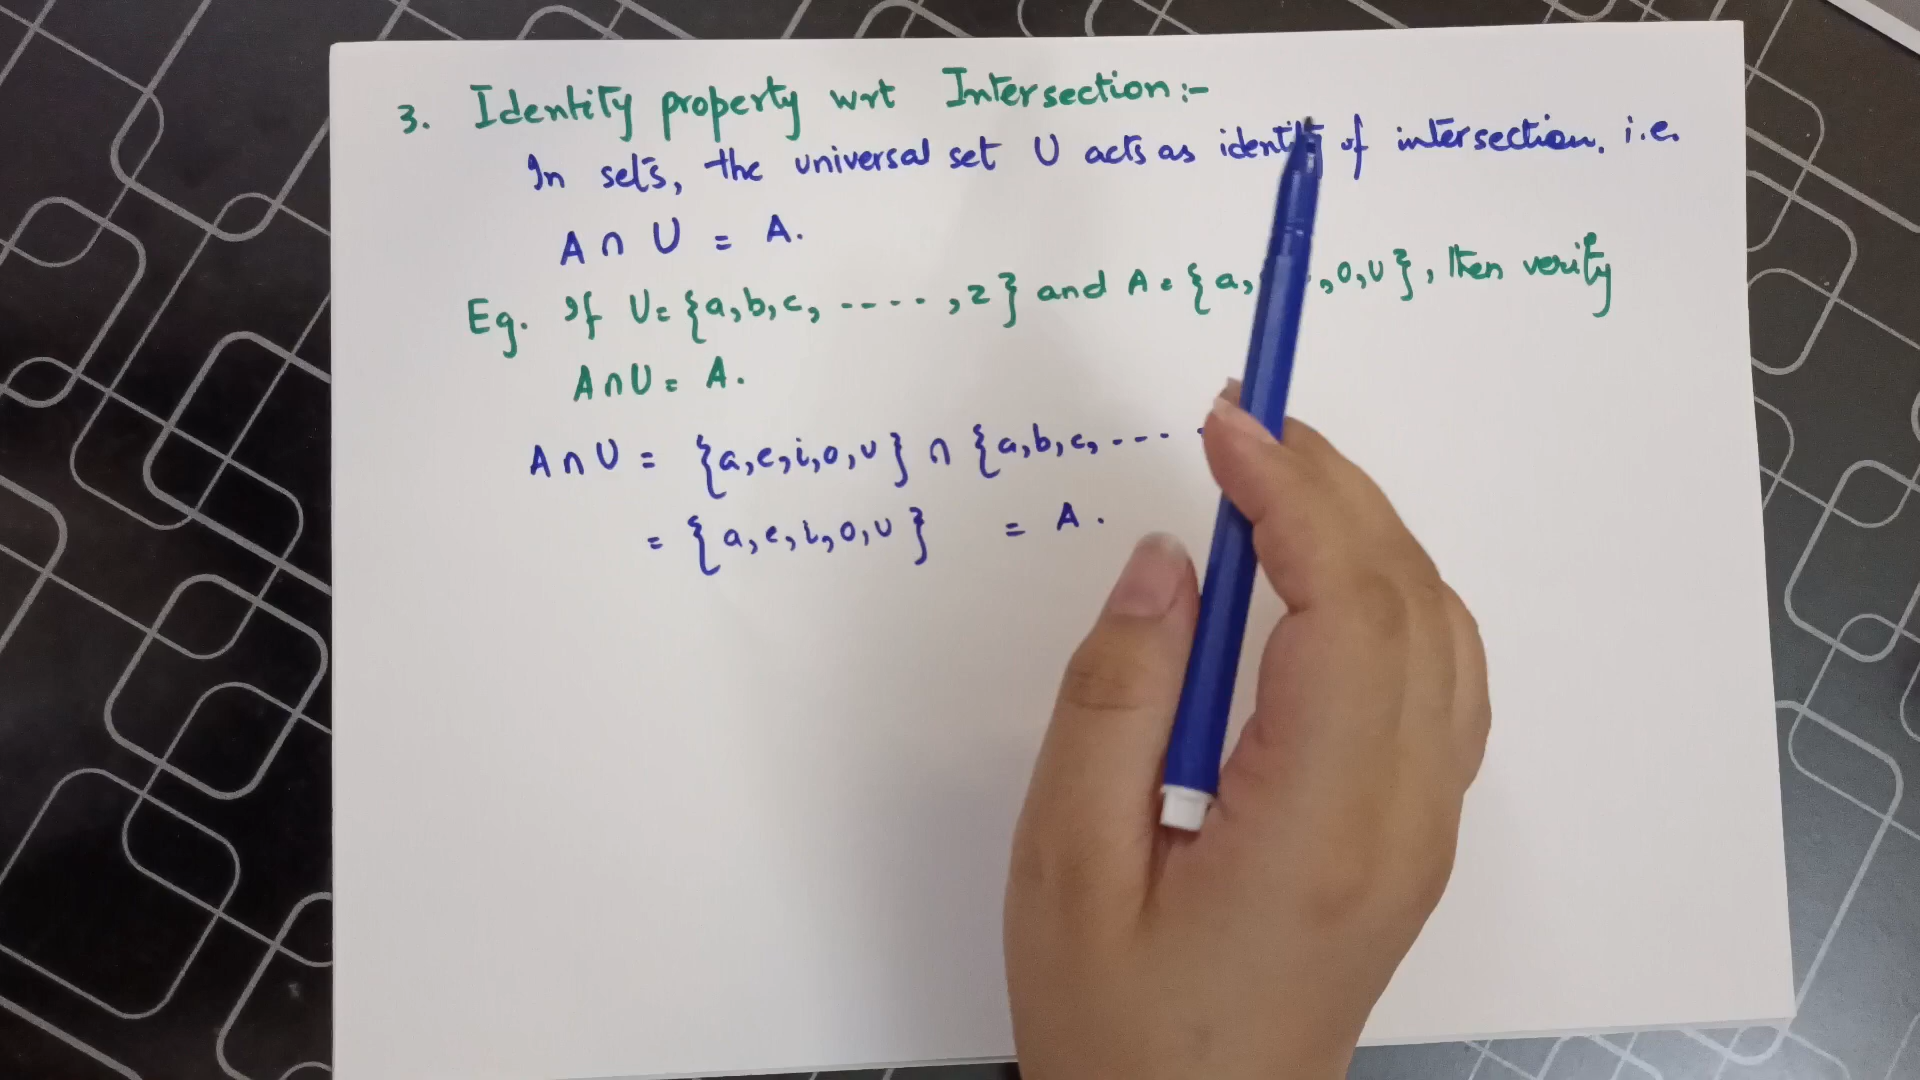 3. Identity property wrt Intersection:-
In sets, the universal set U acts as identity of intersection. i.e.
A ∩ U = A.
Eg. If U = {a,b,c, ----- ,z} and A = {a, ,o,u}, then verify
A∩U = A.
A ∩ U = {a,e,i,o,u} ∩ {a,b,c, ---
= {a,e,i,o,u} = A.